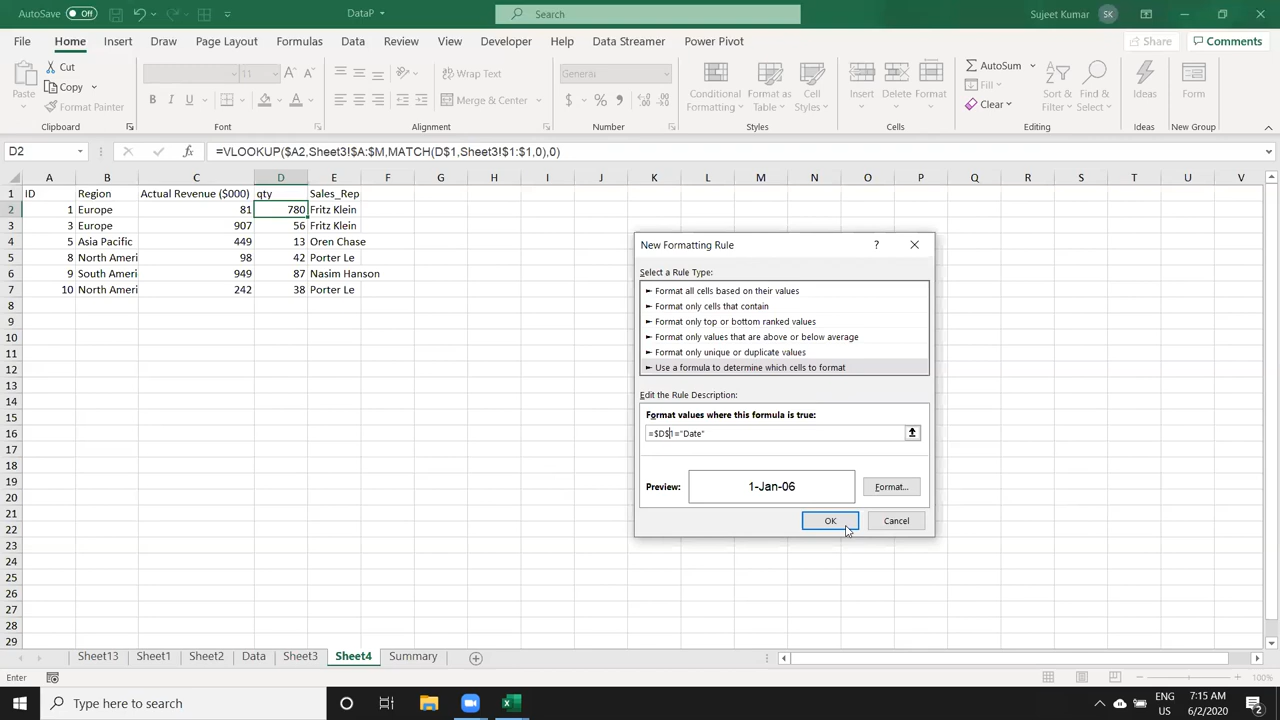 AutoSave Off DataP Search Sujeet Kumar SK
File Home Insert Draw Page Layout Formulas Data Review View Developer Help Data Streamer Power Pivot Share Comments
Paste Cut Copy Format Painter
11 B I U
Wrap Text Merge & Center
General $ % ,
Conditional Formatting Format as Table Cell Styles
Insert Delete Format
AutoSum Fill Clear Sort & Filter Find & Select
Ideas Form
Clipboard Font Alignment Number Styles Cells Editing Ideas New Group
D2 fx =VLOOKUP($A2,Sheet3!$A:$M,MATCH(D$1,Sheet3!$1:$1,0),0)
A B C D E F G H I J K L M N O P Q R S T U V
1 ID Region Actual Revenue ($000) qty Sales_Rep
2 1 Europe 81 780 Fritz Klein
3 3 Europe 907 56 Fritz Klein
4 5 Asia Pacific 449 13 Oren Chase
5 8 North Ameri 98 42 Porter Le
6 9 South Ameri 949 87 Nasim Hanson
7 10 North Ameri 242 38 Porter Le
8
9
10
11
12
13
14
15
16
17
18
19
20
21
22
23
24
25
26
27
28
29
New Formatting Rule ?
Select a Rule Type:
► Format all cells based on their values
► Format only cells that contain
► Format only top or bottom ranked values
► Format only values that are above or below average
► Format only unique or duplicate values
► Use a formula to determine which cells to format
Edit the Rule Description:
Format values where this formula is true:
=$D$1="Date"
Preview: 1-Jan-06 Format...
OK Cancel
Sheet13 Sheet1 Sheet2 Data Sheet3 Sheet4 Summary
Enter 100%
Type here to search ENG US 7:15 AM 6/2/2020 2